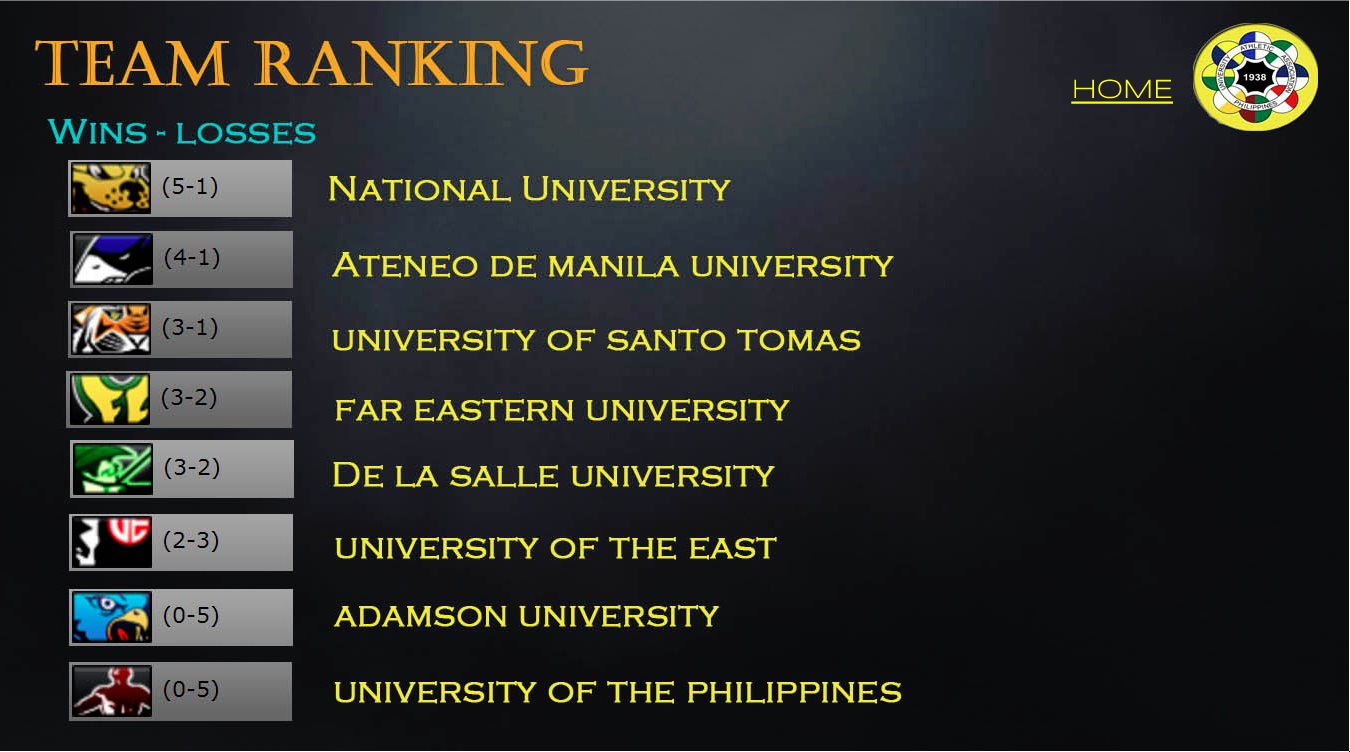 TEAM RANKING
HOME
UNIVERSITY ATHLETIC ASSOCIATION
1938
PHILIPPINES
WINS - LOSSES
(5-1) NATIONAL UNIVERSITY
(4-1) ATENEO DE MANILA UNIVERSITY
(3-1) UNIVERSITY OF SANTO TOMAS
(3-2) FAR EASTERN UNIVERSITY
(3-2) DE LA SALLE UNIVERSITY
UE (2-3) UNIVERSITY OF THE EAST
(0-5) ADAMSON UNIVERSITY
(0-5) UNIVERSITY OF THE PHILIPPINES